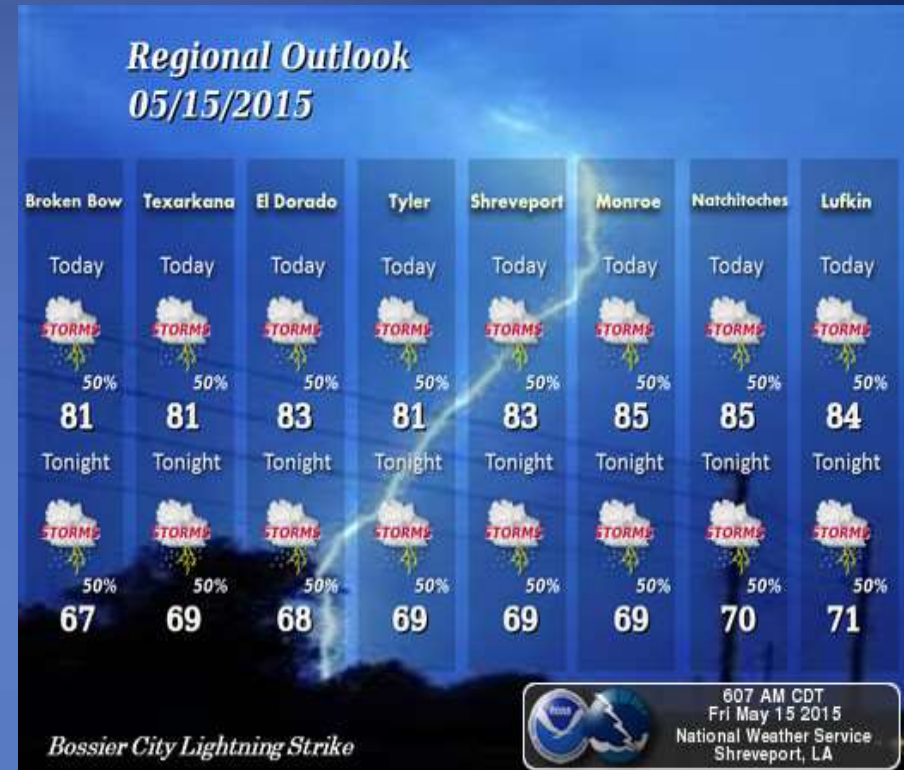 Regional Outlook
05/15/2015
Broken Bow Texarkana El Dorado Tyler Shreveport Monroe Natchitoches Lufkin
Today Today Today Today Today Today Today Today
STORMS STORMS STORMS STORMS STORMS STORMS STORMS STORMS
50% 50% 50% 50% 50% 50% 50% 50%
81 81 83 81 83 85 85 84
Tonight Tonight Tonight Tonight Tonight Tonight Tonight Tonight
STORMS STORMS STORMS STORMS STORMS STORMS STORMS STORMS
50% 50% 50% 50% 50% 50% 50% 50%
67 69 68 69 69 69 70 71
Bossier City Lightning Strike
607 AM CDT
Fri May 15 2015
National Weather Service
Shreveport, LA